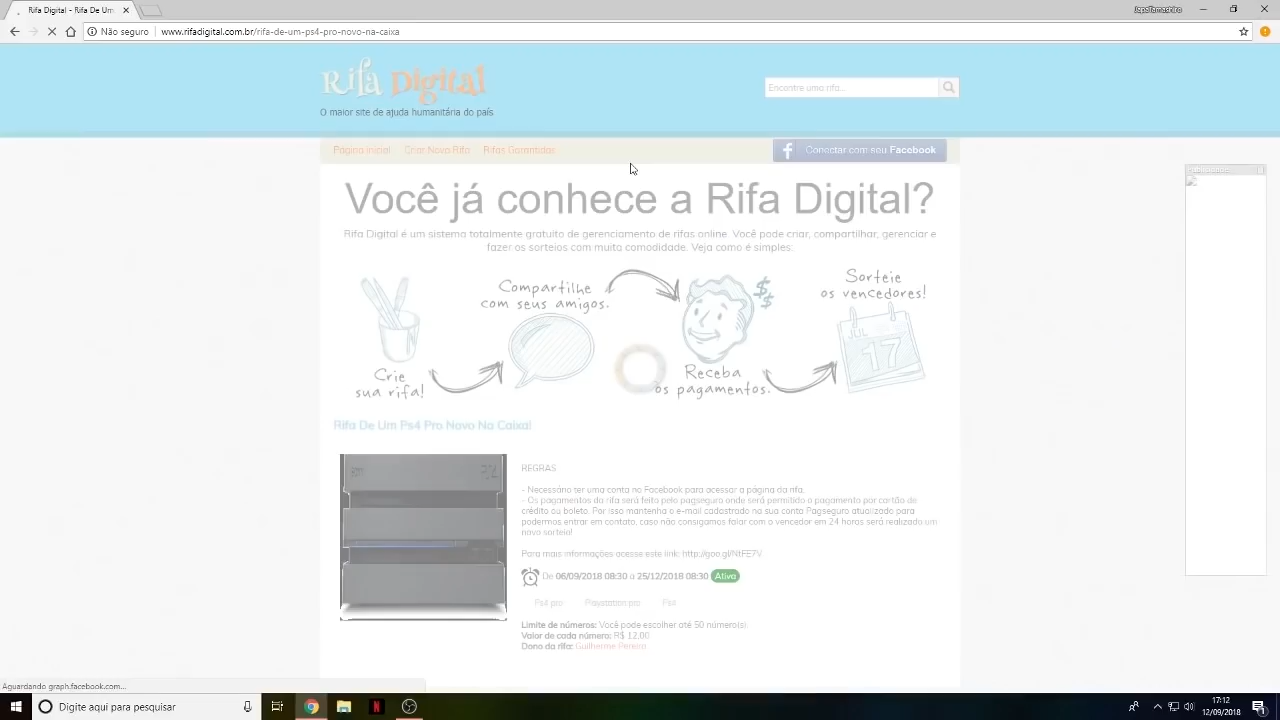 Rifa Digital - Rifa De Um
JapaTamashiro
Não seguro
www.rifadigital.com.br/rifa-de-um-ps4-pro-novo-na-caixa
Rifa Digital
O maior site de ajuda humanitária do país
Encontre uma rifa...
Página inicial
Criar Nova Rifa
Rifas Garantidas
Conectar com seu Facebook
Você já conhece a Rifa Digital?
Rifa Digital é um sistema totalmente gratuito de gerenciamento de rifas online. Você pode criar, compartilhar, gerenciar e
fazer os sorteios com muita comodidade. Veja como é simples:
Crie
sua rifa!
Compartilhe
com seus amigos.
$$
Receba
os pagamentos.
Sorteie
os vencedores!
JUL
17
Rifa De Um Ps4 Pro Novo Na Caixa!
REGRAS
- Necessário ter uma conta no Facebook para acessar a página da rifa.
- Os pagamentos da rifa será feito pelo pagseguro onde será permitido o pagamento por cartão de
crédito ou boleto. Por isso mantenha o e-mail cadastrado na sua conta Pagseguro atualizado para
podermos entrar em contato, caso não consigamos falar com o vencedor em 24 horas será realizado um
novo sorteio!
Para mais informações acesse este link: http://goo.gl/NtFE7V
De 06/09/2018 08:30 a 25/12/2018 08:30 Ativa
Ps4 pro
Playstation pro
Ps4
Limite de números: Você pode escolher até 50 número(s)
Valor de cada número: R$ 12,00
Dono da rifa: Guilherme Pereira
Aguardando graph.facebook.com...
Digite aqui para pesquisar
17:12
12/09/2018